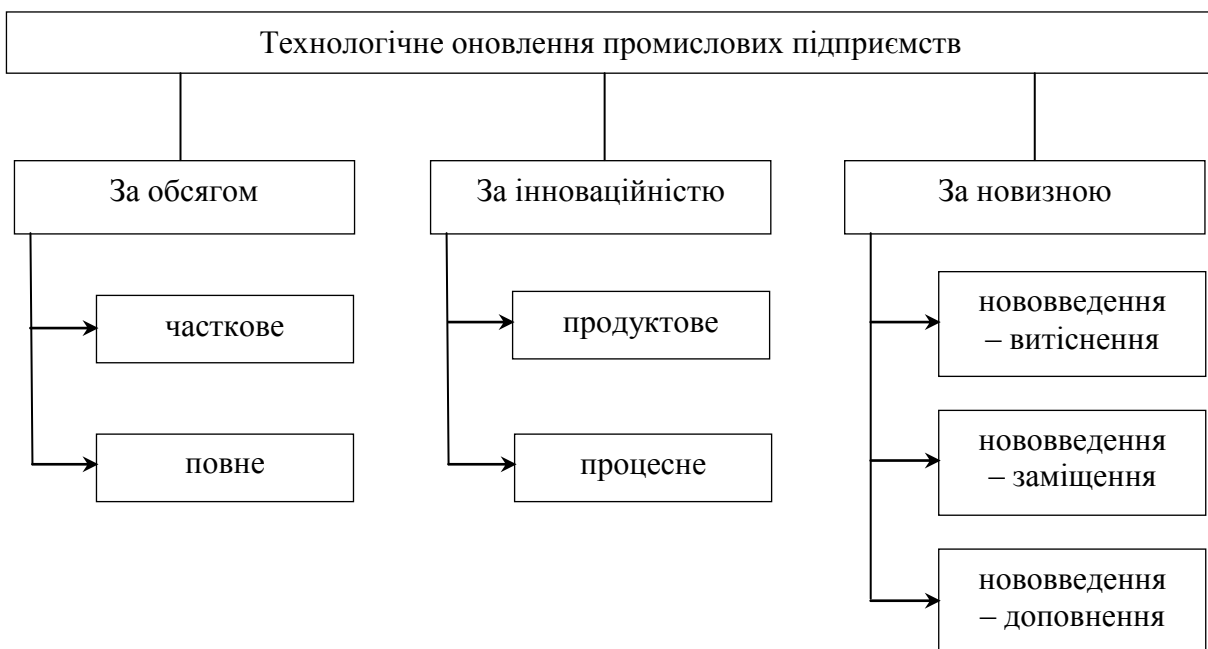 Технологічне оновлення промислових підприємств
За обсягом
часткове
повне
За інноваційністю
продуктове
процесне
За новизною
нововведення
– витіснення
нововведення
– заміщення
нововведення
– доповнення